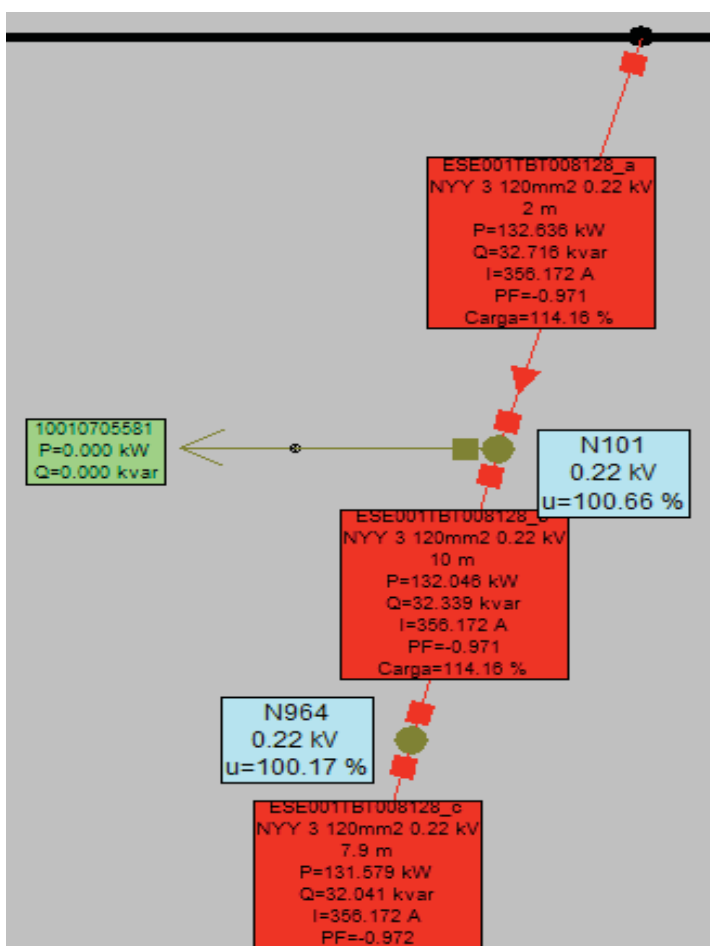 ESE001TBT008128_a
NYY 3 120mm2 0.22 kV
2 m
P=132.636 kW
Q=32.716 kvar
I=356.172 A
PF=-0.971
Carga=114.16 %
10010705581
P=0.000 kW
Q=0.000 kvar
N101
0.22 kV
u=100.66 %
NYY 3 120mm2 0.22 kV
10 m
P=132.046 kW
Q=32.339 kvar
I=356.172 A
PF=-0.971
Carga=114.16 %
N964
0.22 kV
u=100.17 %
ESE001TBT008128_c
NYY 3 120mm2 0.22 kV
7.9 m
P=131.579 kW
Q=32.041 kvar
I=356.172 A
PF=-0.972